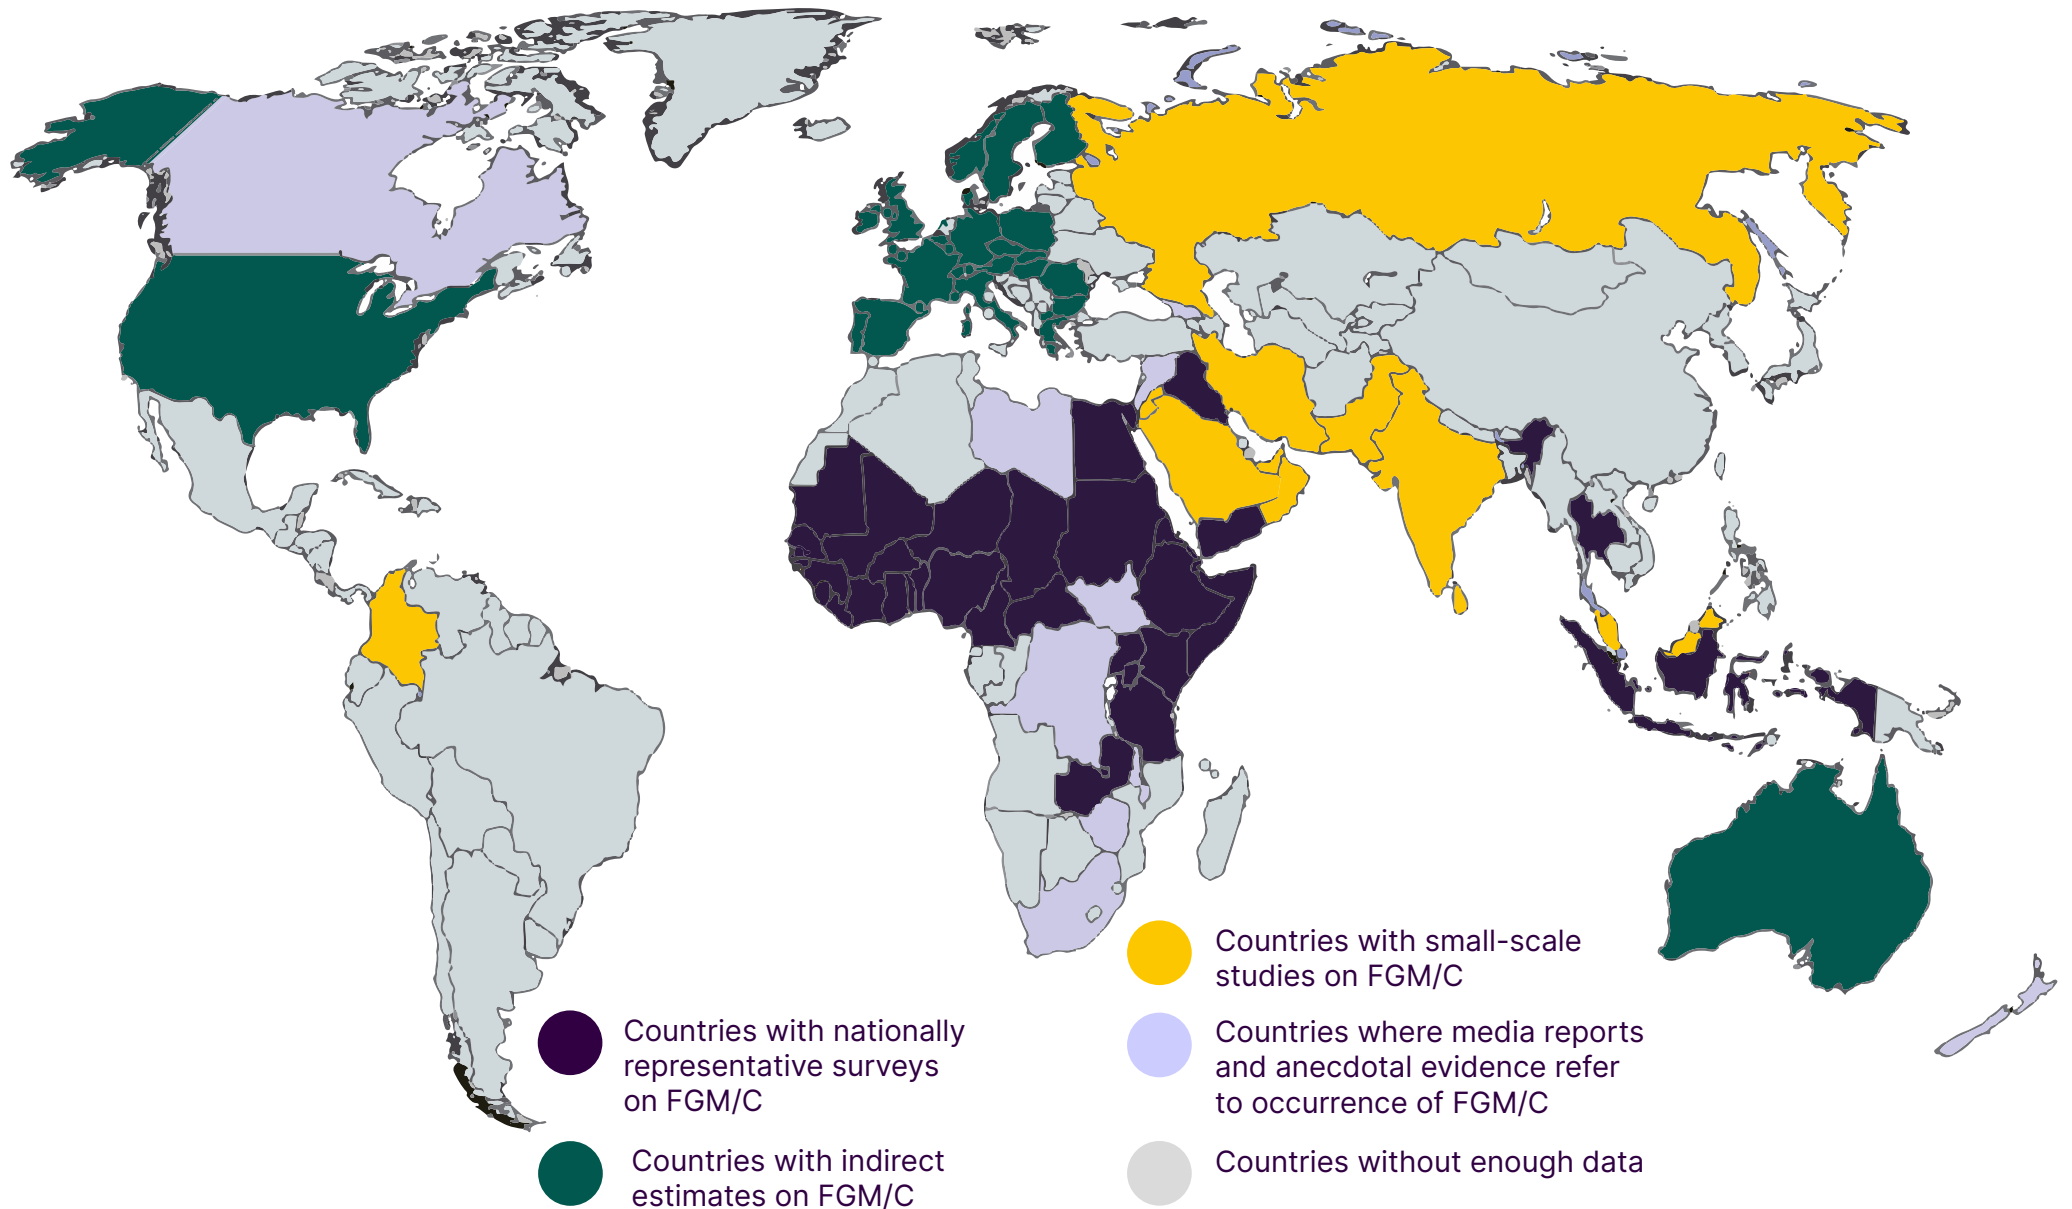 Countries with nationally
representative surveys
on FGM/C
Countries with indirect
estimates on FGM/C
Countries with small-scale
studies on FGM/C
Countries where media reports
and anecdotal evidence refer
to occurrence of FGM/C
Countries without enough data